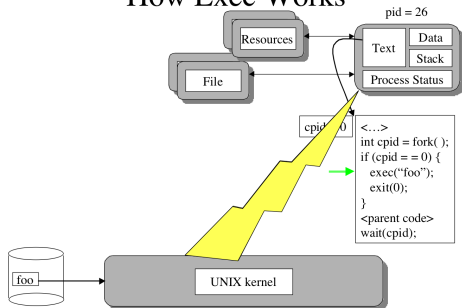 How Exec Works
pid = 26
Resources
File
Text
Data
Stack
Process Status
<…>
int cpid = fork( );
if (cpid = = 0) {
exec(“foo”);
exit(0);
}
<parent code>
wait(cpid);
foo
UNIX kernel